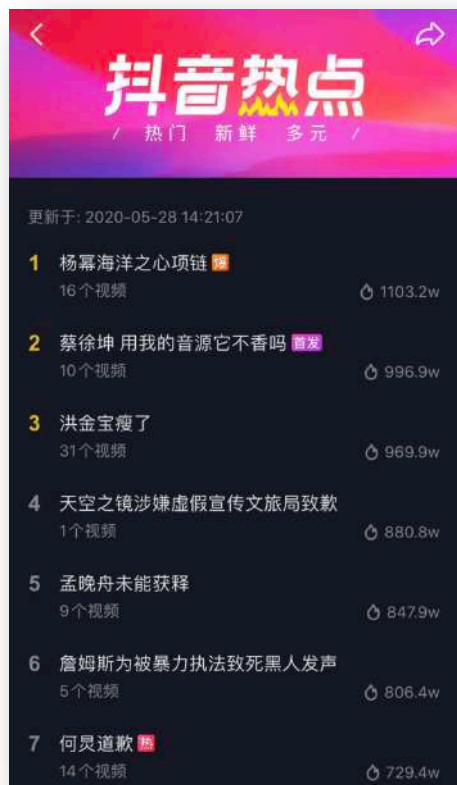 抖音热点
/ 热门 新鲜 多元 /
更新于: 2020-05-28 14:21:07
1 杨幂海洋之心项链 爆
16个视频 1103.2w
2 蔡徐坤 用我的音源它不香吗 首发
10个视频 996.9w
3 洪金宝瘦了
31个视频 969.9w
4 天空之镜涉嫌虚假宣传文旅局致歉
1个视频 880.8w
5 孟晚舟未能获释
9个视频 847.9w
6 詹姆斯为被暴力执法致死黑人发声
5个视频 806.4w
7 何炅道歉 热
14个视频 729.4w